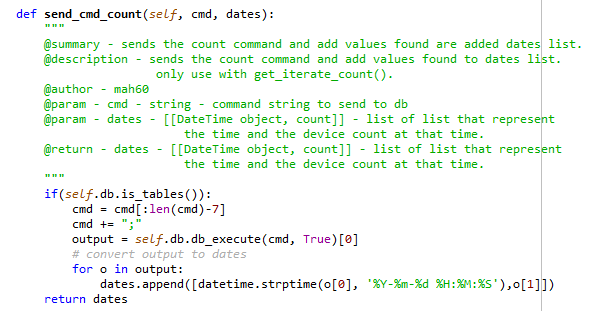 def send_cmd_count(self, cmd, dates):
"""
@summary - sends the count command and add values found are added dates list.
@description - sends the count command and add values found to dates list.
only use with get_iterate_count().
@author - mah60
@param - cmd - string - command string to send to db
@param - dates - [[DateTime object, count]] - list of list that represent
the time and the device count at that time.
@return - dates - [[DateTime object, count]] - list of list that represent
the time and the device count at that time.
"""
if(self.db.is_tables()):
cmd = cmd[:len(cmd)-7]
cmd += ";"
output = self.db.db_execute(cmd, True)[0]
# convert output to dates
for o in output:
dates.append([datetime.strptime(o[0], '%Y-%m-%d %H:%M:%S'),o[1]])
return dates